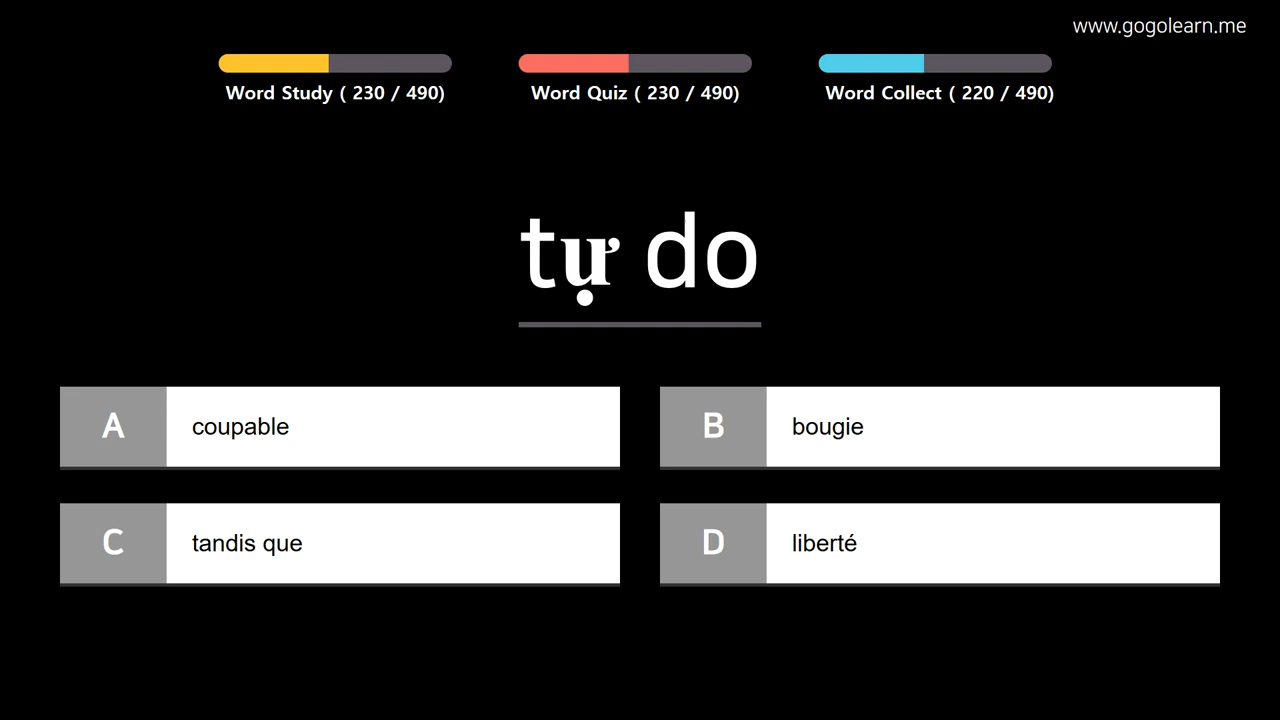 www.gogolearn.me
Word Study ( 230 / 490)
Word Quiz ( 230 / 490)
Word Collect ( 220 / 490)
tự do
A coupable
B bougie
C tandis que
D liberté